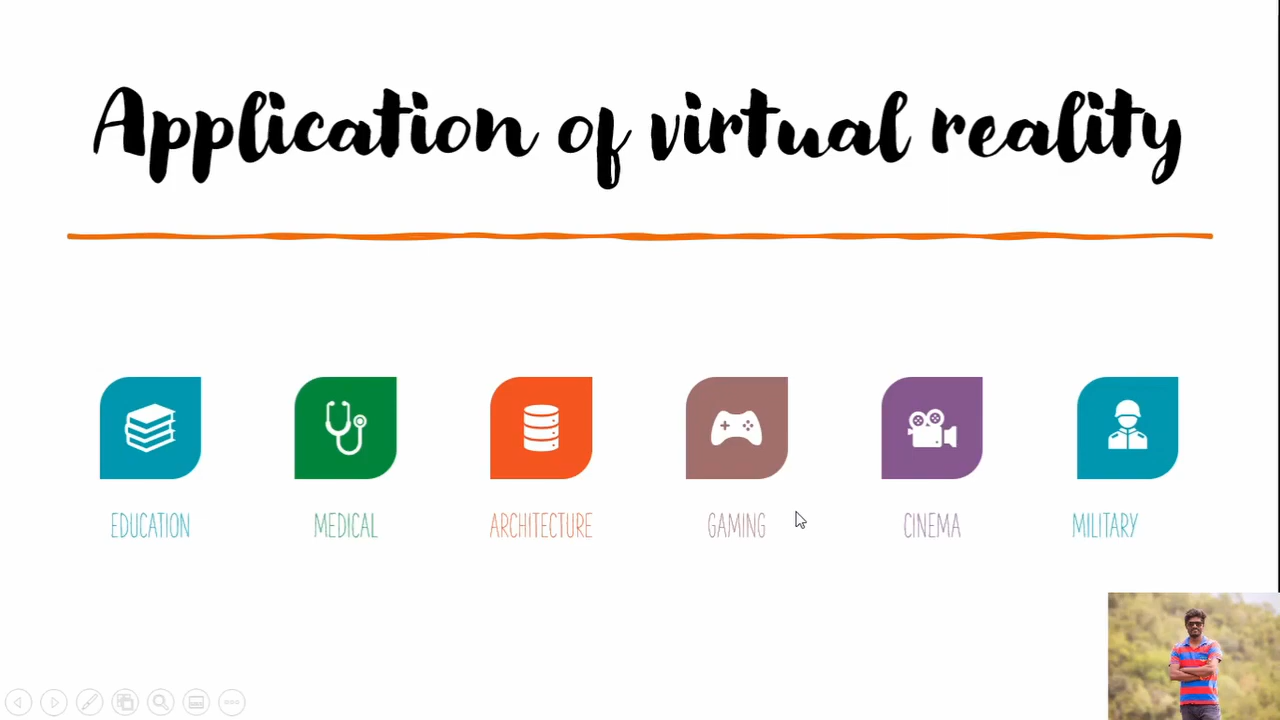 Application of virtual reality
EDUCATION
MEDICAL
ARCHITECTURE
GAMING
CINEMA
MILITARY